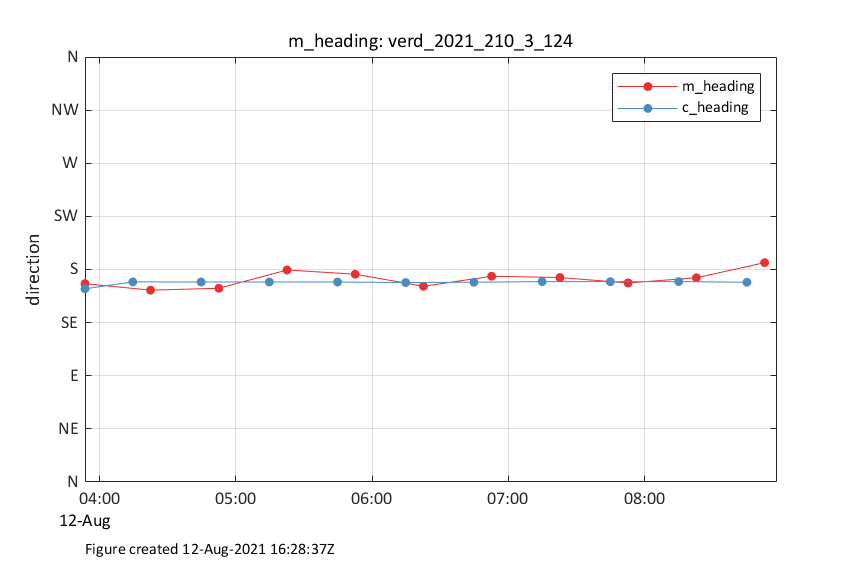 m_heading: verd_2021_210_3_124
N
NW
W
SW
S
SE
E
NE
N
direction
m_heading
c_heading
04:00 05:00 06:00 07:00 08:00
12-Aug
Figure created 12-Aug-2021 16:28:37Z